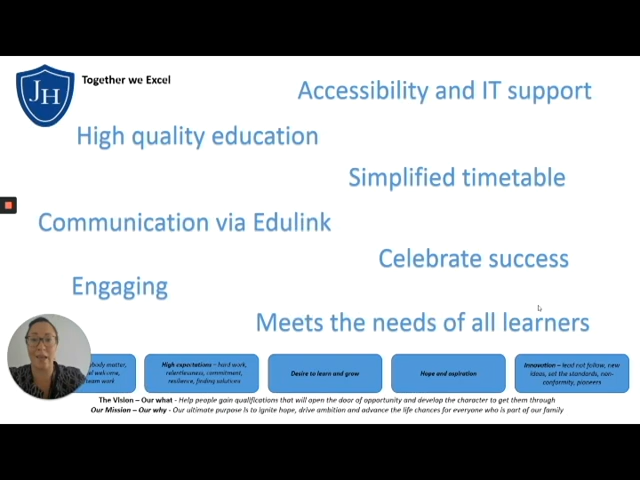 JH
Together we Excel
Accessibility and IT support
High quality education
Simplified timetable
Communication via Edulink
Celebrate success
Engaging
Meets the needs of all learners
matter,
welcome,
team work
High expectations – hard work,
relentlessness, commitment,
resilience, finding solutions
Desire to learn and grow
Hope and aspiration
Innovation – lead not follow, new
ideas, set the standards, non-
conformity, pioneers
The Vision – Our what - Help people gain qualifications that will open the door of opportunity and develop the character to get them through
Our Mission – Our why - Our ultimate purpose is to ignite hope, drive ambition and advance the life chances for everyone who is part of our family